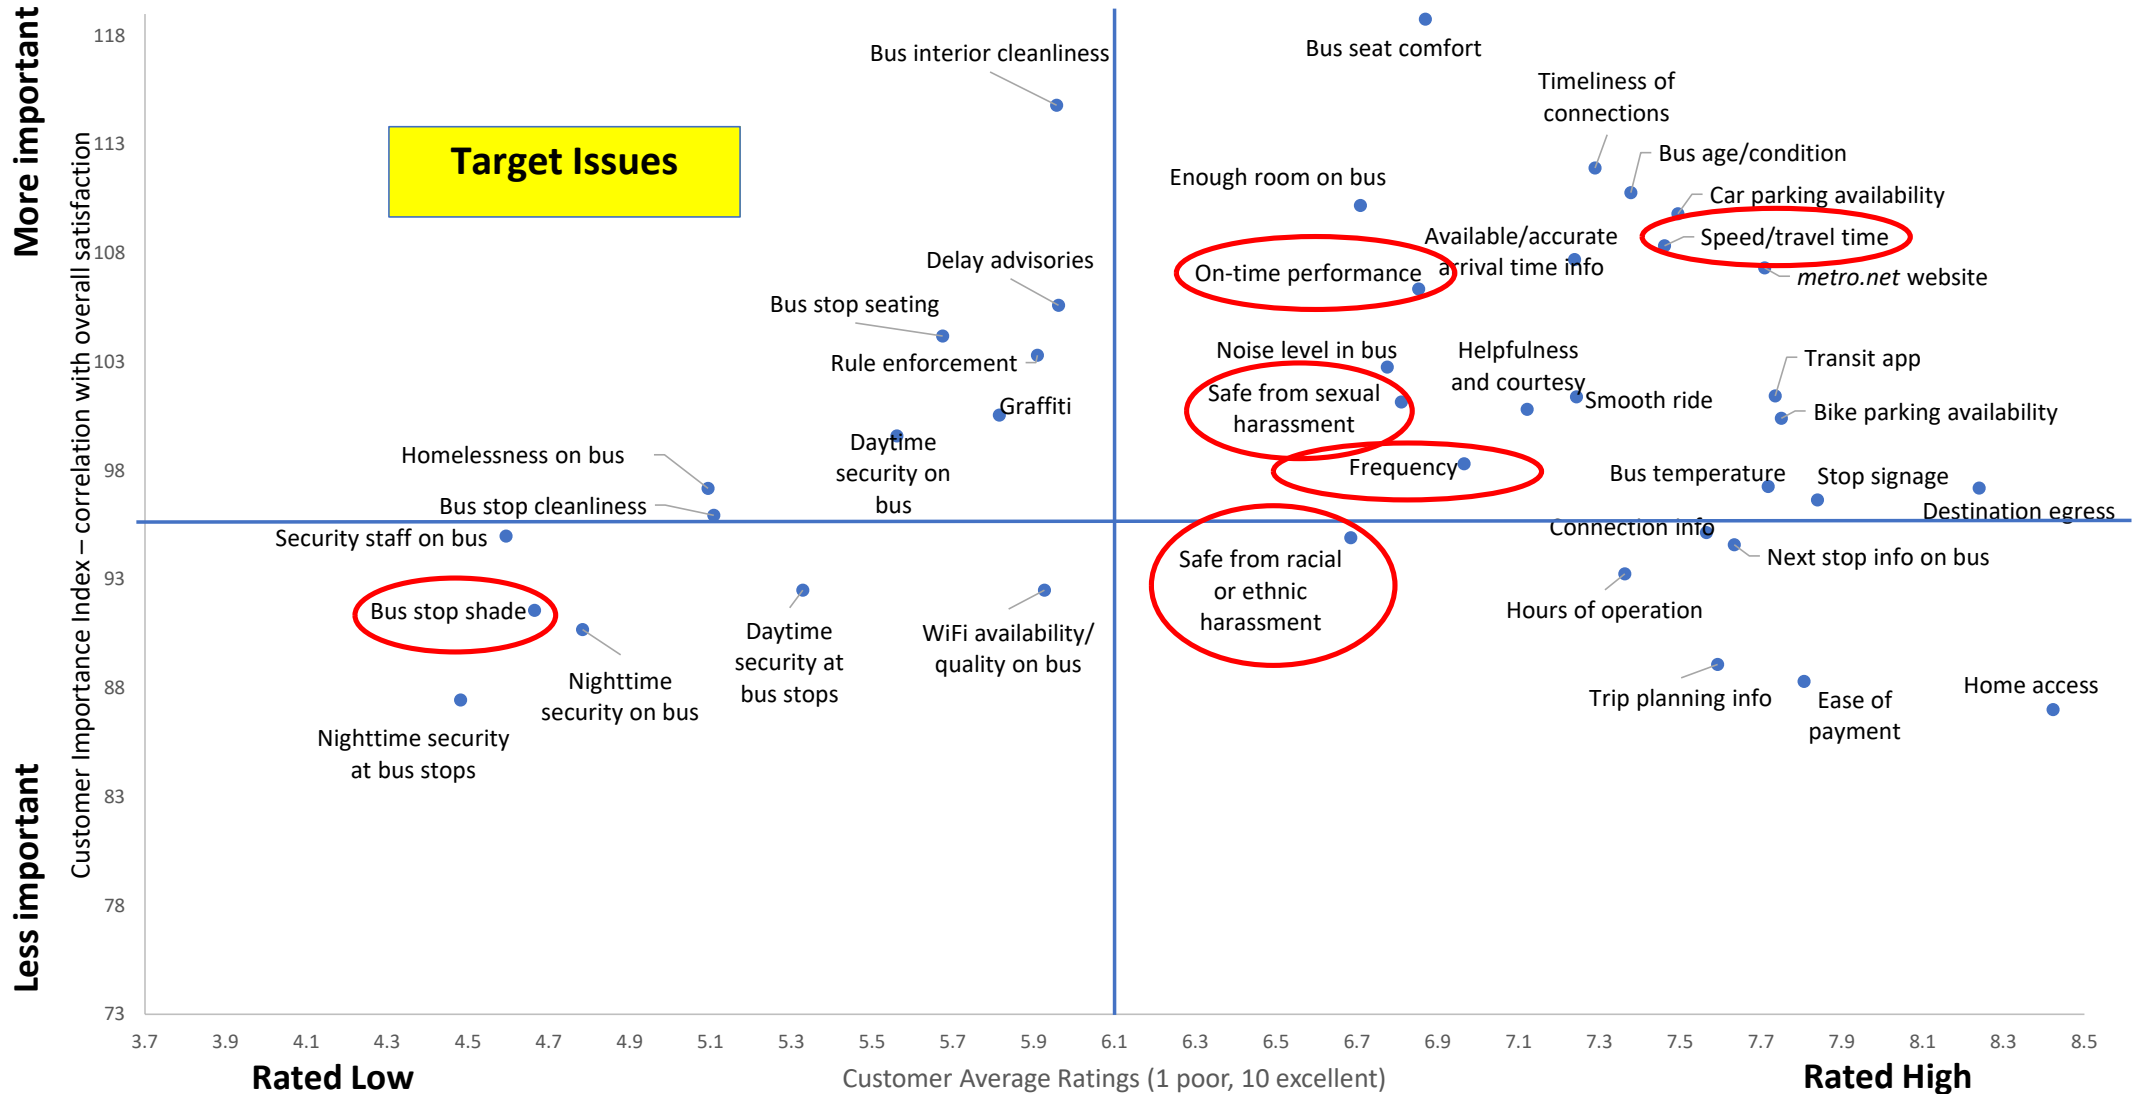 More important
Less important
Customer Importance Index – correlation with overall satisfaction
118
113
108
103
98
93
88
83
78
73
Target Issues
Bus interior cleanliness
Delay advisories
Bus stop seating
Rule enforcement
Graffiti
Daytime
security on
bus
Homelessness on bus
Bus stop cleanliness
Bus seat comfort
Timeliness of
connections
Bus age/condition
Enough room on bus
Car parking availability
Available/accurate
arrival time info
Speed/travel time
On-time performance
metro.net website
Noise level in bus
Helpfulness
and courtesy
Transit app
Safe from sexual
harassment
Smooth ride
Bike parking availability
Frequency
Bus temperature
Stop signage
Destination egress
Security staff on bus
Bus stop shade
Nighttime
security on bus
Daytime
security at
bus stops
WiFi availability/
quality on bus
Nighttime security
at bus stops
Connection info
Next stop info on bus
Safe from racial
or ethnic
harassment
Hours of operation
Trip planning info
Ease of
payment
Home access
3.7 3.9 4.1 4.3 4.5 4.7 4.9 5.1 5.3 5.5 5.7 5.9 6.1 6.3 6.5 6.7 6.9 7.1 7.3 7.5 7.7 7.9 8.1 8.3 8.5
Rated Low
Customer Average Ratings (1 poor, 10 excellent)
Rated High